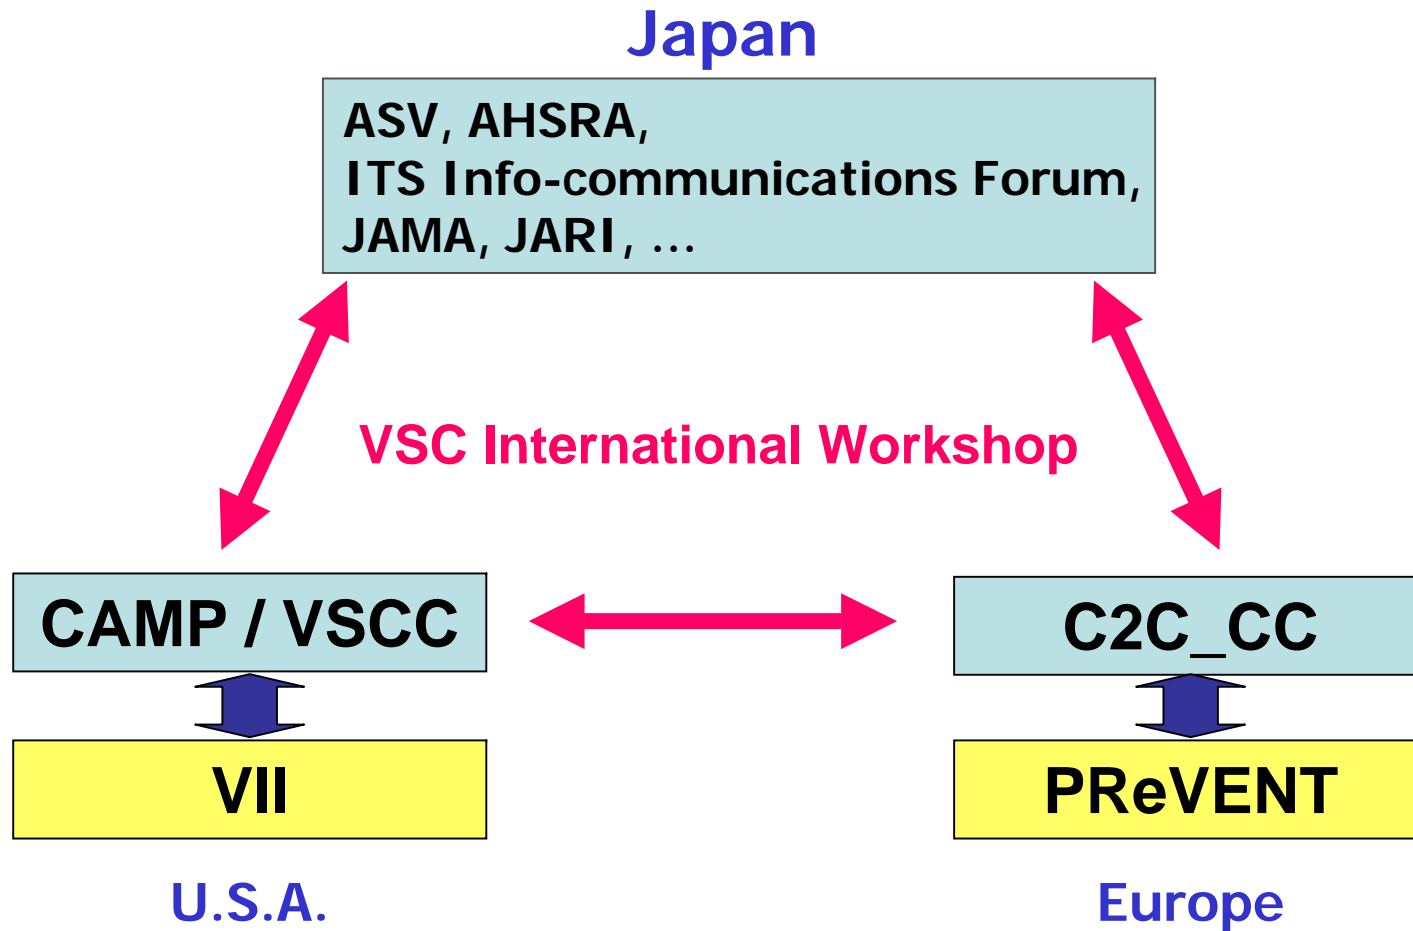 Japan
ASV, AHSRA,
ITS Info-communications Forum,
JAMA, JARI, ...
VSC International Workshop
CAMP / VSCC
C2C_CC
VII
PReVENT
U.S.A.
Europe